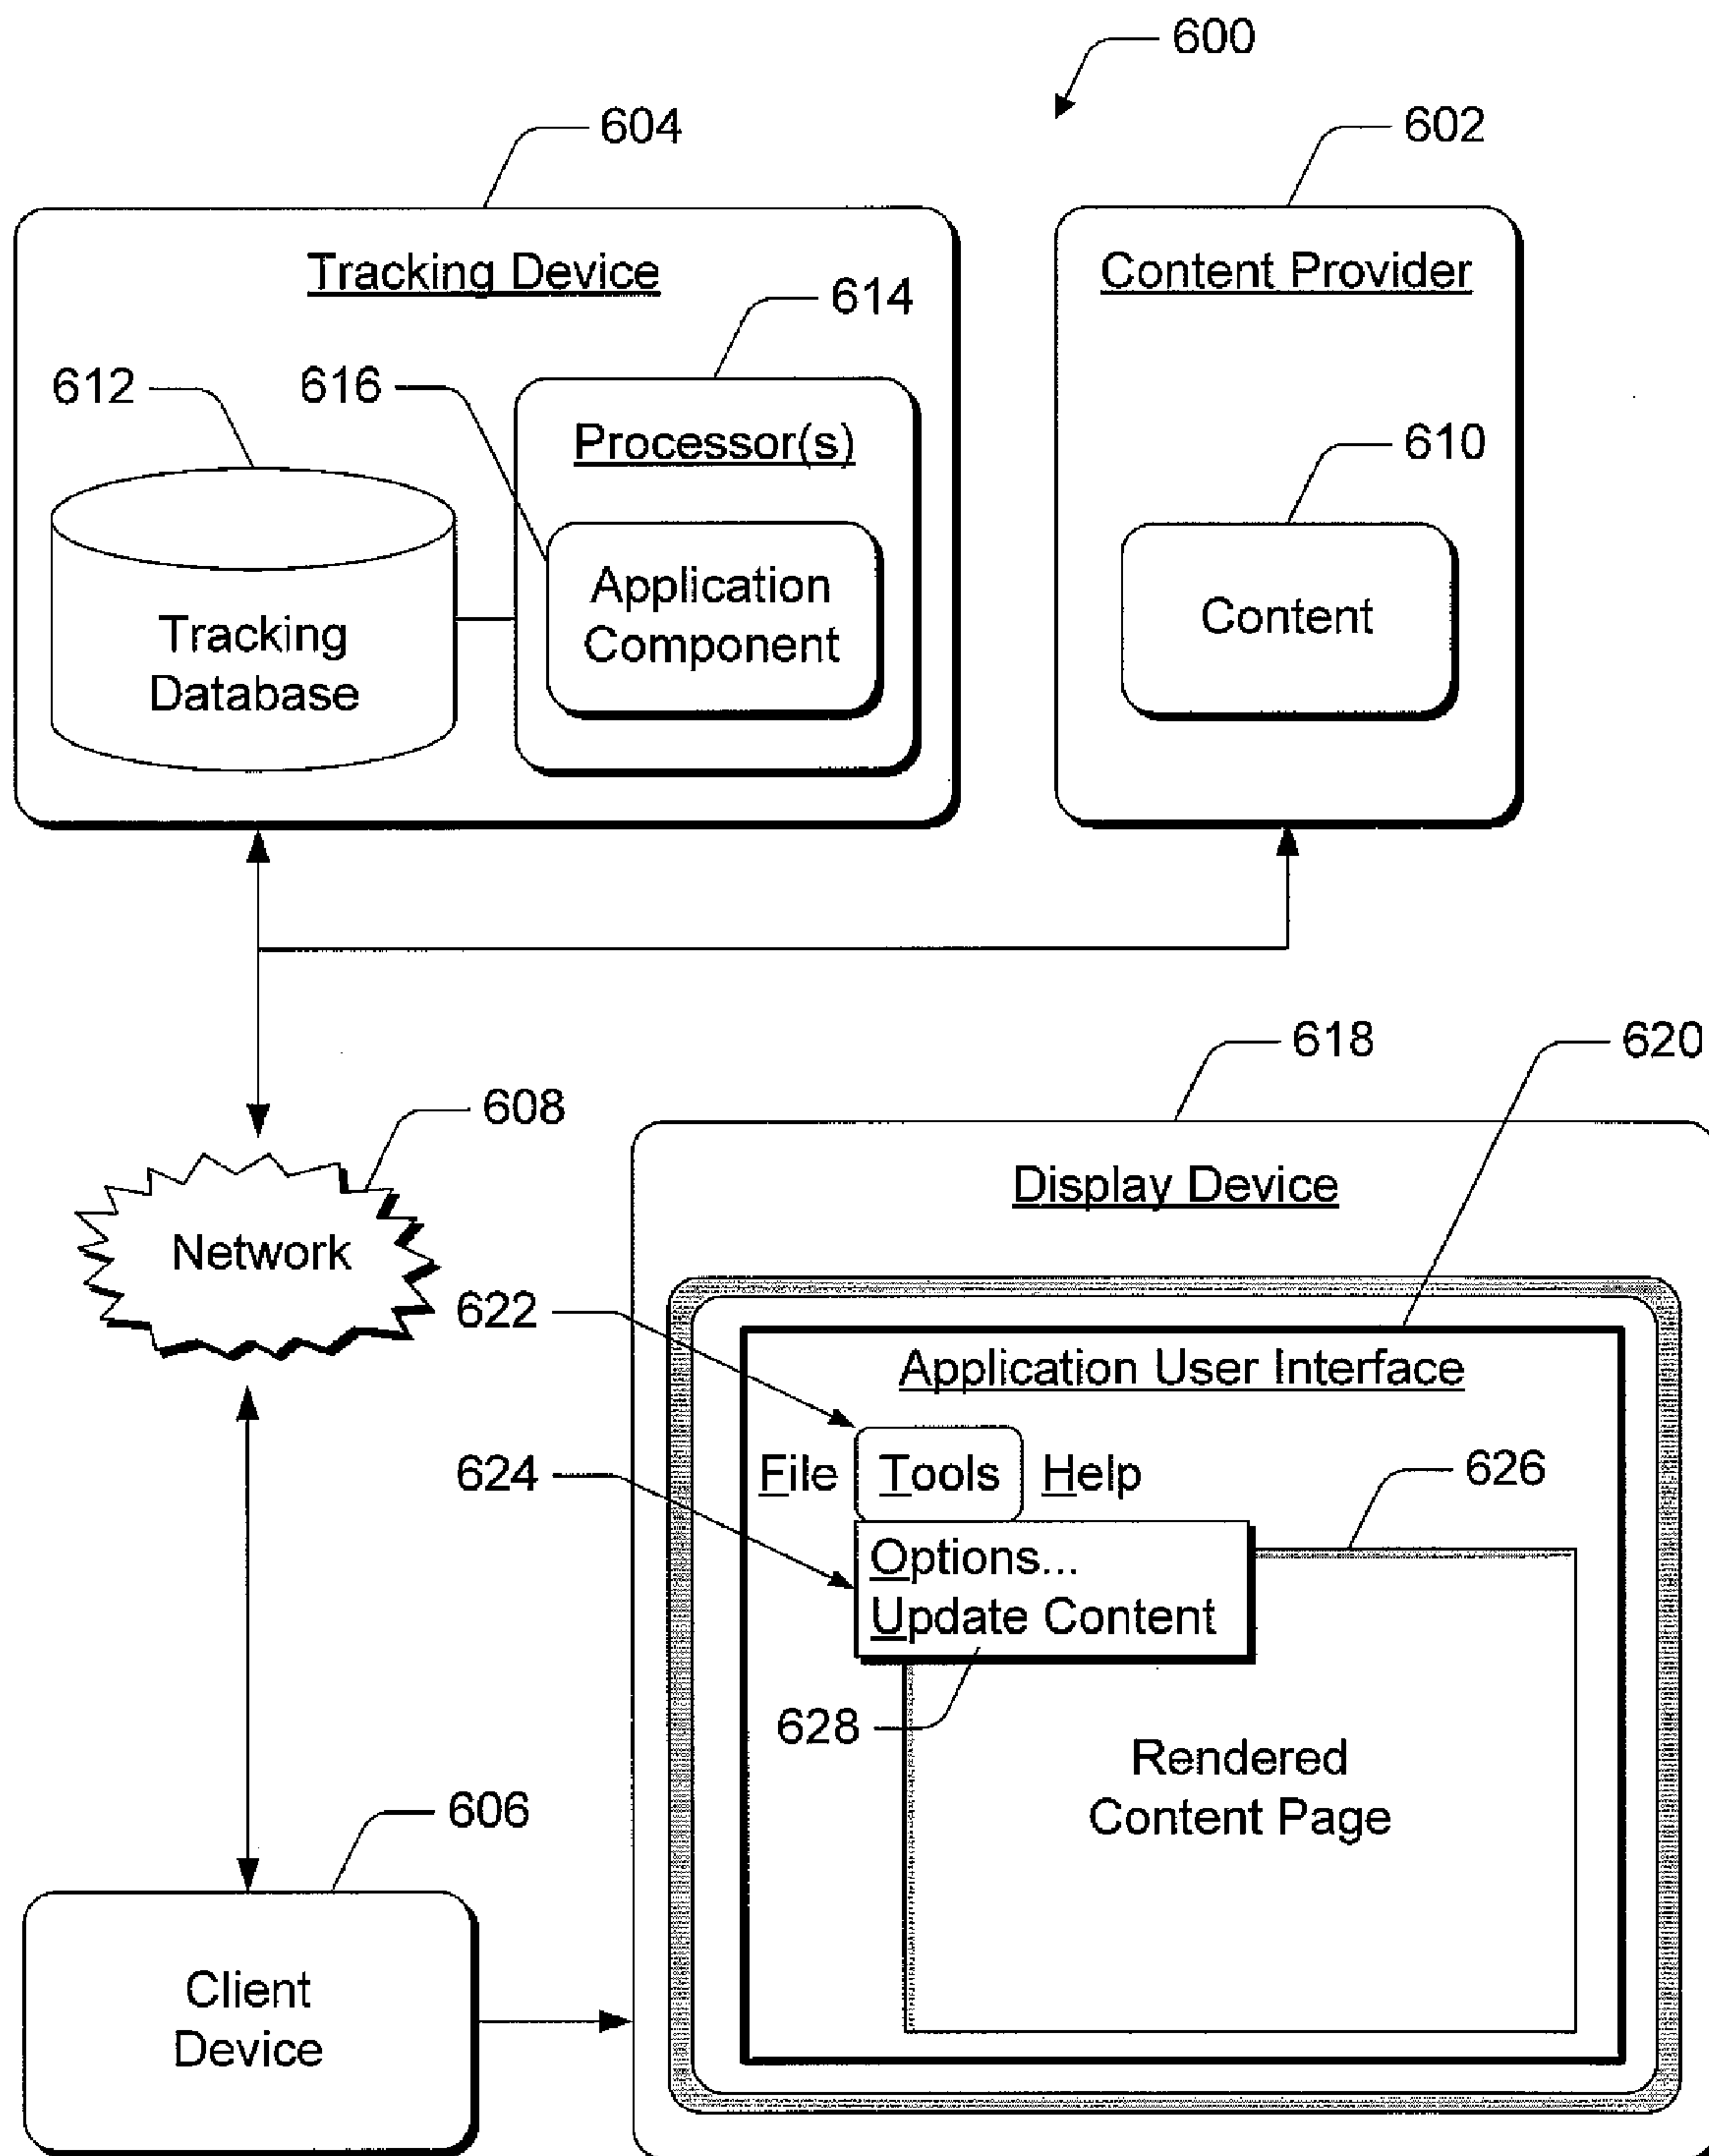 600
604
602
Tracking Device
Content Provider
614
612
616
610
Processor(s)
Application
Component
Content
Tracking
Database
618
620
608
Display Device
Network
622
Application User Interface
624
File Tools Help
626
Options...
Update Content
628
Rendered
Content Page
606
Client
Device